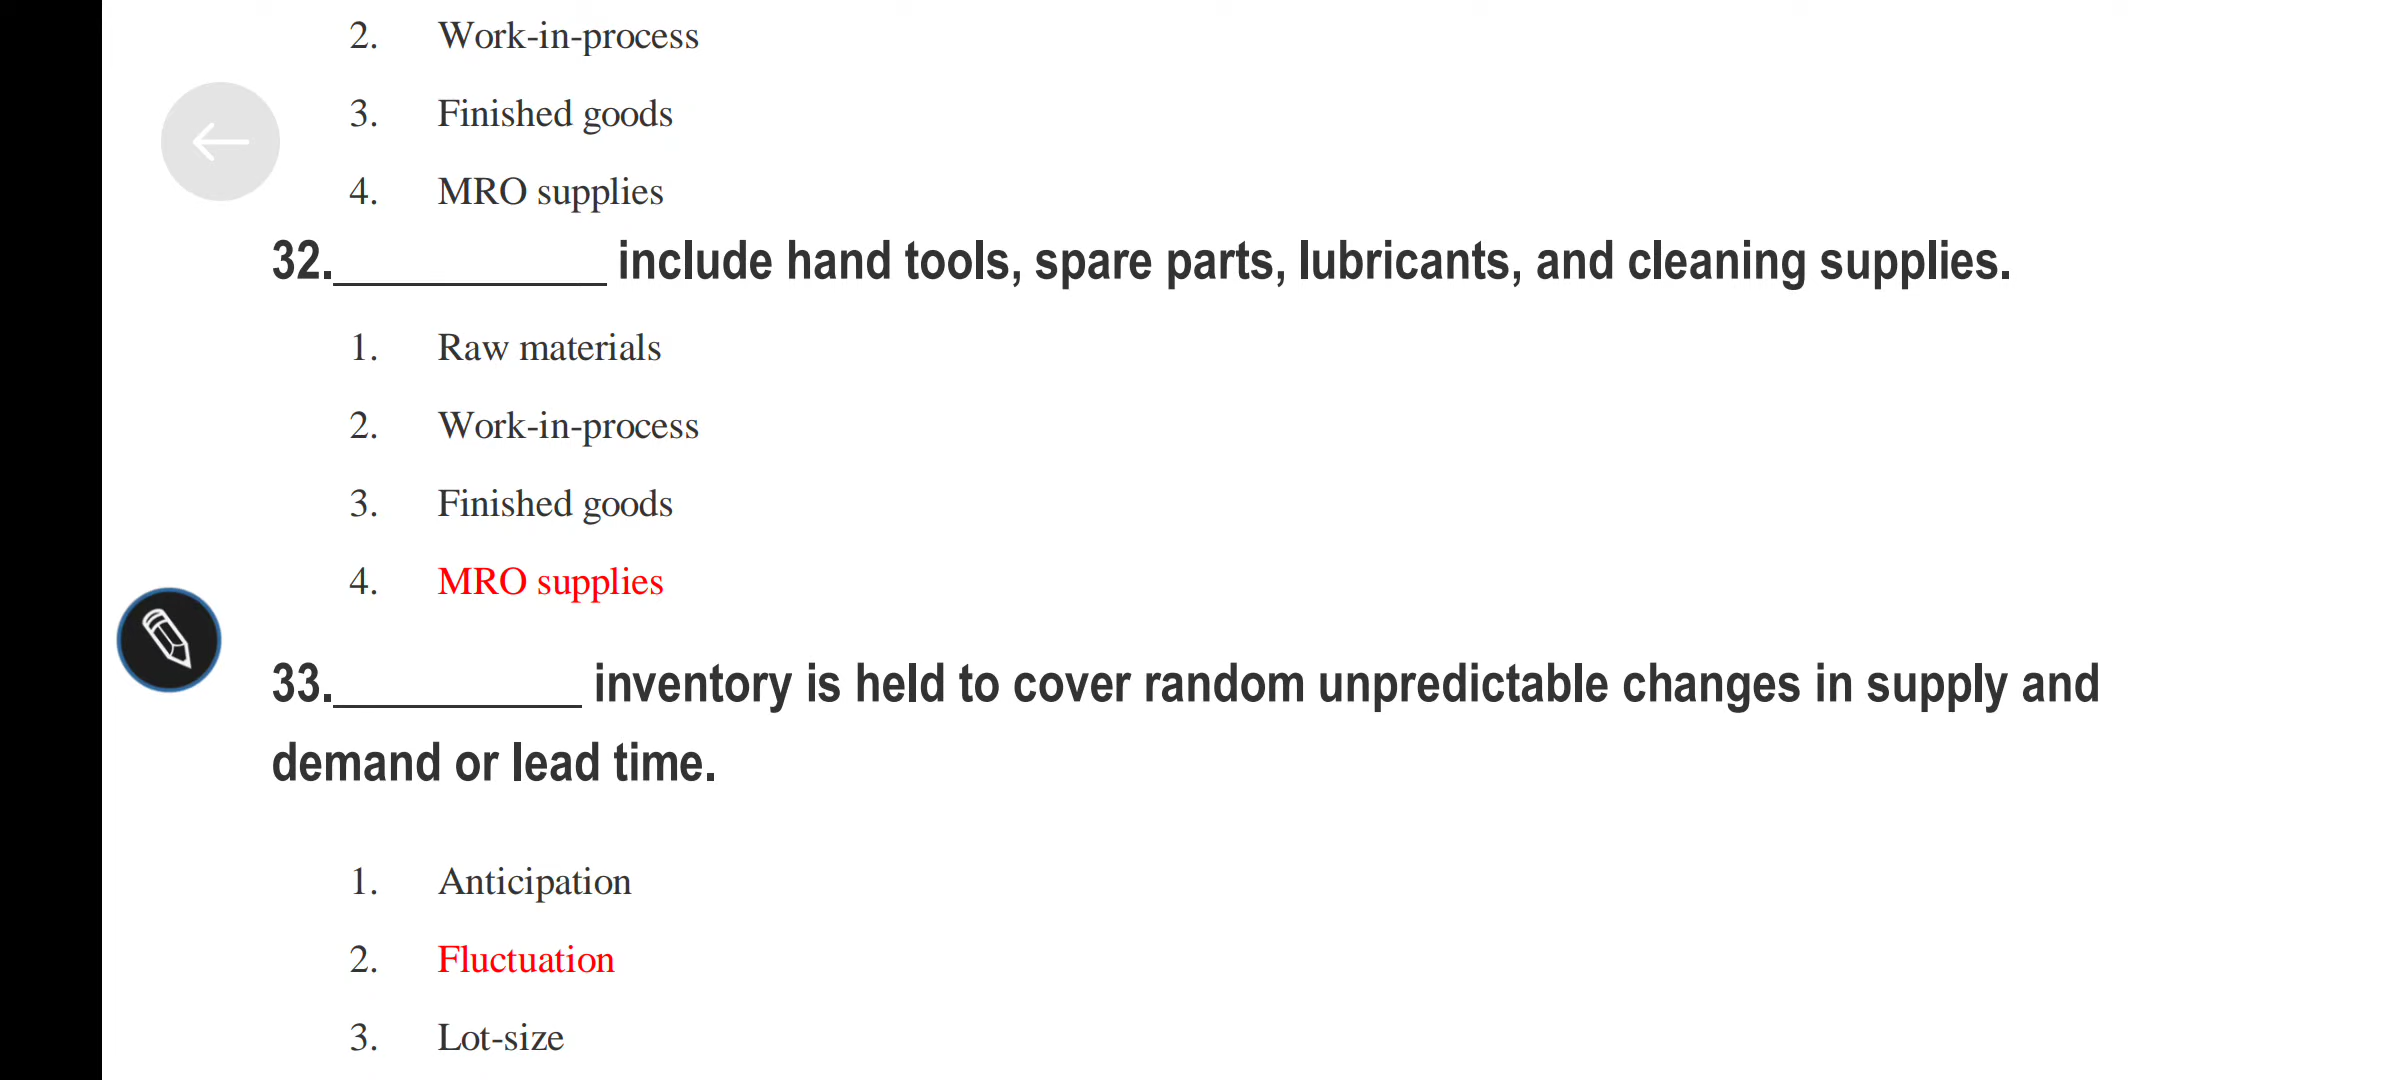 2. Work-in-process
3. Finished goods
4. MRO supplies
32.___________ include hand tools, spare parts, lubricants, and cleaning supplies.
1. Raw materials
2. Work-in-process
3. Finished goods
4. MRO supplies
33.__________ inventory is held to cover random unpredictable changes in supply and
demand or lead time.
1. Anticipation
2. Fluctuation
3. Lot-size